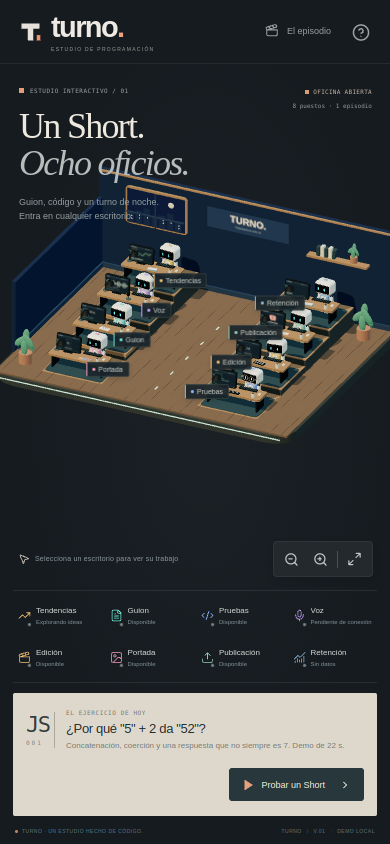 turno.
ESTUDIO DE PROGRAMACIÓN
El episodio
ESTUDIO INTERACTIVO / 01
OFICINA ABIERTA
8 puestos · 1 episodio
Un Short.
Ocho oficios.
Guion, código y un turno de noche.
Entra en cualquier escritorio.
TURNO.
Tendencias
Voz
Guion
Portada
Retención
Publicación
Edición
Pruebas
Selecciona un escritorio para ver su trabajo
Tendencias
Explorando ideas
Guion
Disponible
Pruebas
Disponible
Voz
Pendiente de conexión
Edición
Disponible
Portada
Disponible
Publicación
Disponible
Retención
Sin datos
JS
001
EL EJERCICIO DE HOY
¿Por qué "5" + 2 da "52"?
Concatenación, coerción y una respuesta que no siempre es 7. Demo de 22 s.
Probar un Short
TURNO · UN ESTUDIO HECHO DE CÓDIGO.
TURNO / V.01 DEMO LOCAL